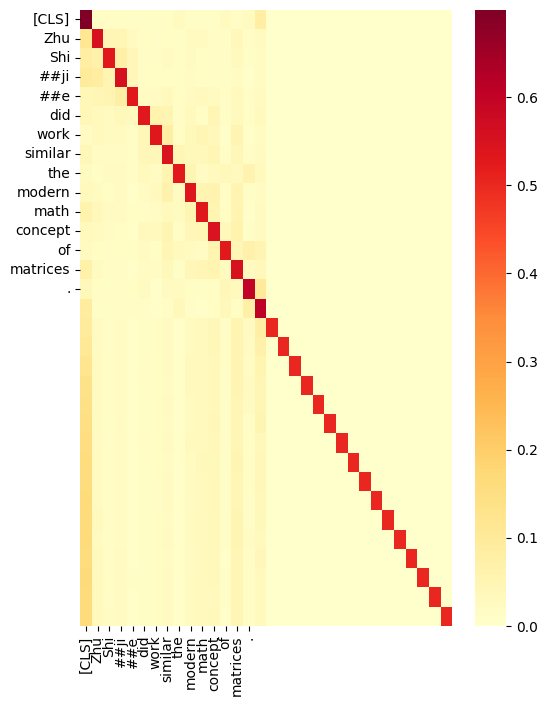 [CLS]
Zhu
Shi
##ji
##e
did
work
similar
the
modern
math
concept
of
matrices
.
0.6
0.5
0.4
0.3
0.2
0.1
0.0
[CLS]
Zhu
Shi
##ji
##e
did
work
similar
the
modern
math
concept
of
matrices
.